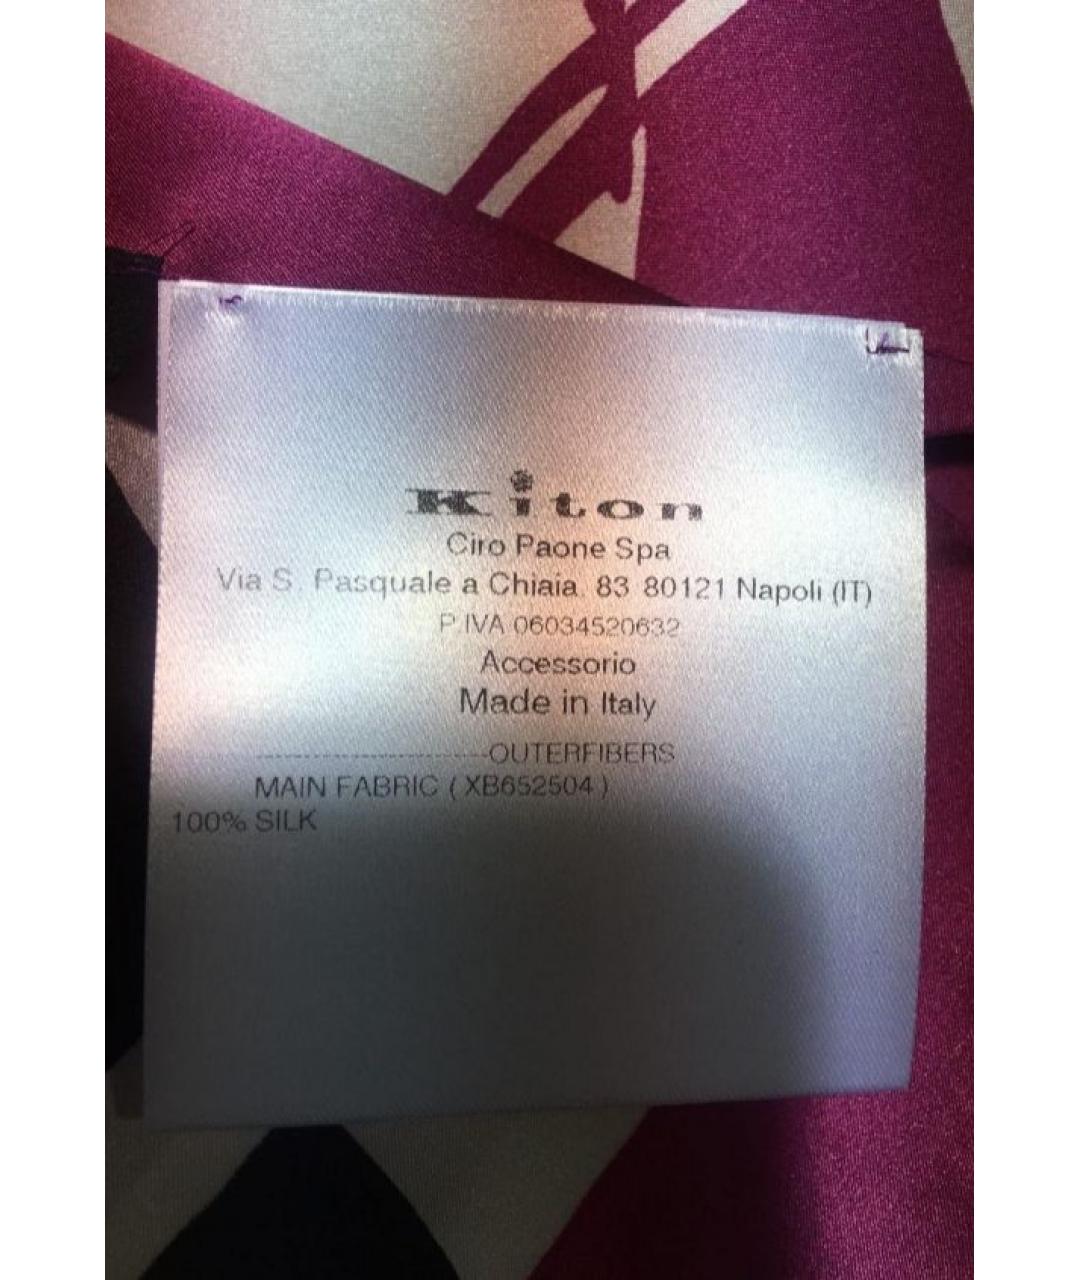 Kiton
Ciro Paone Spa
Via S. Pasquale a Chiaia, 83 80121 Napoli (IT)
P.IVA 06034520632
Accessorio
Made in Italy
-------------------------OUTERFIBERS
MAIN FABRIC ( XB652504 )
100% SILK